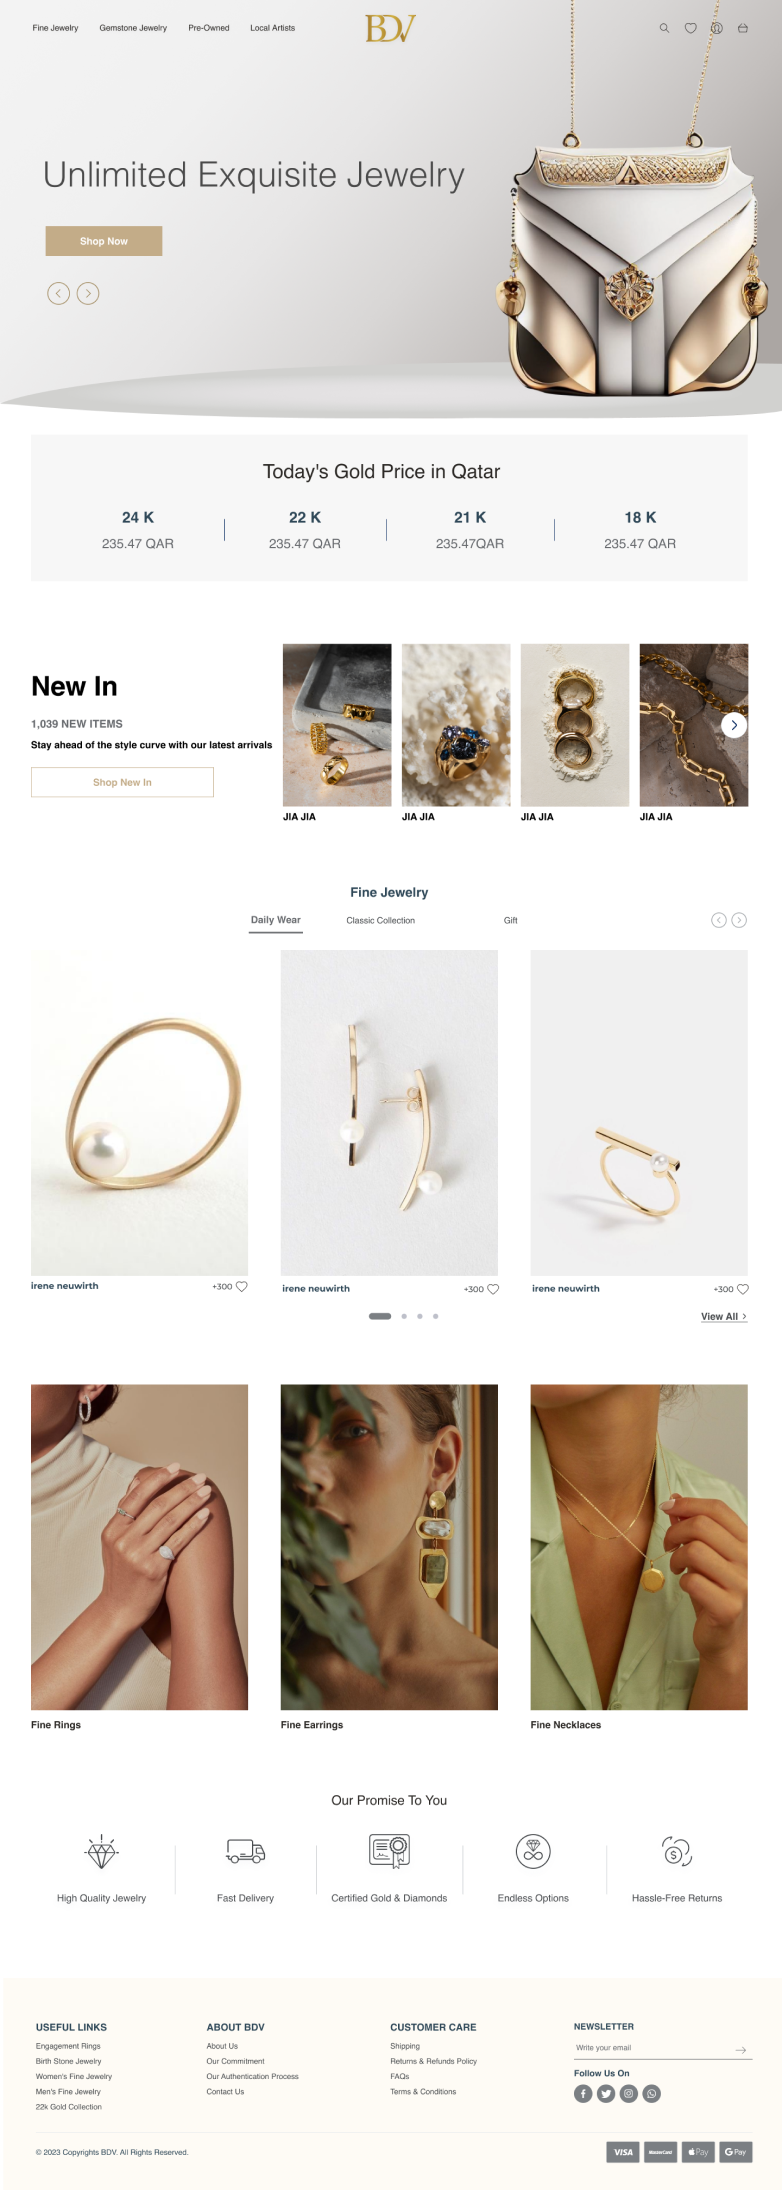 Fine Jewelry
Gemstone Jewelry
Pre-Owned
Local Artists
BDV
Unlimited Exquisite Jewelry
Shop Now
Today's Gold Price in Qatar
24 K
22 K
21 K
18 K
235.47 QAR
235.47 QAR
235.47QAR
235.47 QAR
New In
1,039 NEW ITEMS
Stay ahead of the style curve with our latest arrivals
Shop New In
JIA JIA
JIA JIA
JIA JIA
JIA JIA
Fine Jewelry
Daily Wear
Classic Collection
Gift
irene neuwirth
+300
irene neuwirth
+300
irene neuwirth
+300
View All
Fine Rings
Fine Earrings
Fine Necklaces
Our Promise To You
High Quality Jewelry
Fast Delivery
Certified Gold & Diamonds
Endless Options
Hassle-Free Returns
USEFUL LINKS
Engagement Rings
Birth Stone Jewelry
Women's Fine Jewelry
Men's Fine Jewelry
22k Gold Collection
ABOUT BDV
About Us
Our Commitment
Our Authentication Process
Contact Us
CUSTOMER CARE
Shipping
Returns & Refunds Policy
FAQs
Terms & Conditions
NEWSLETTER
Write your email
Follow Us On
© 2023 Copyrights BDV. All Rights Reserved.
VISA
MasterCard
Pay
G Pay